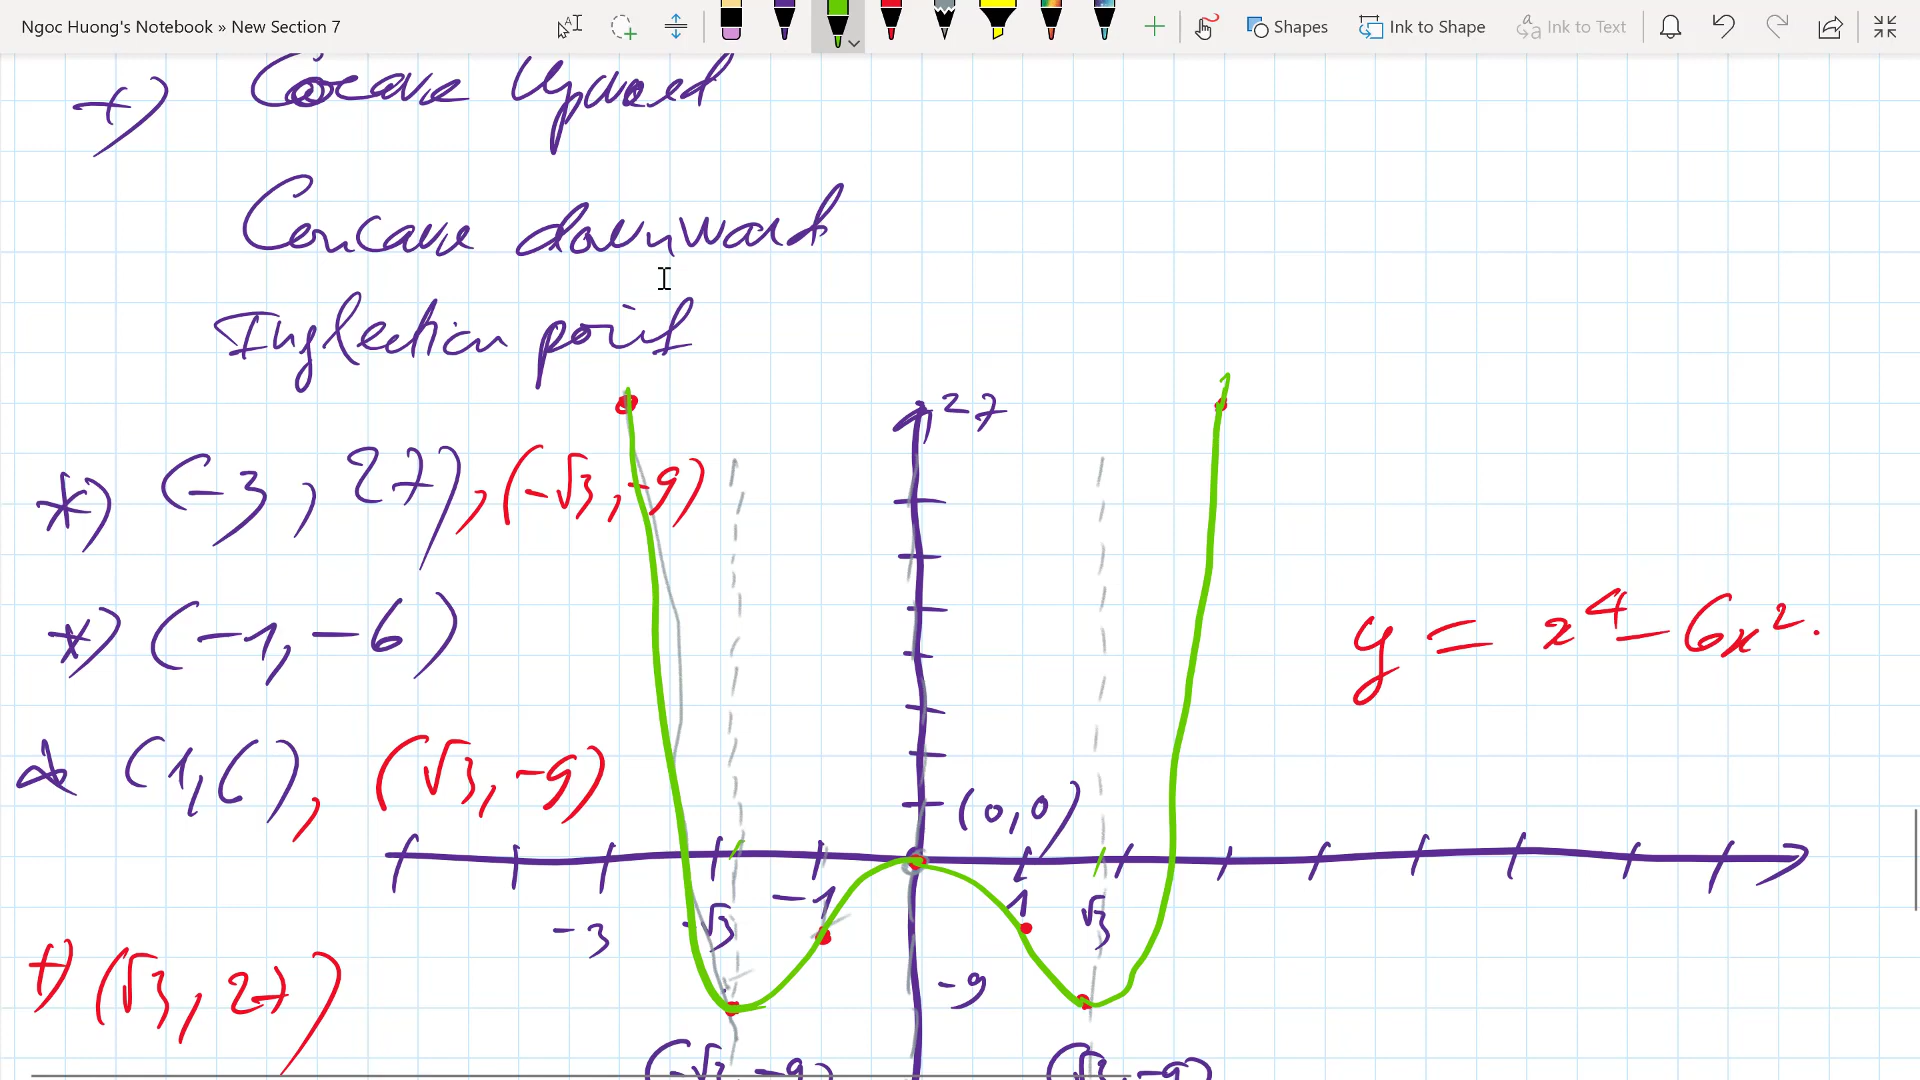 Ngoc Huong's Notebook » New Section 7
Shapes
Ink to Shape
Ink to Text
+) Concave Upward
Concave downward
Inflection point
27
*) (-3, 27), (-√3, -9)
*) (-1, -6)
y = x⁴ - 6x².
(1, 6), (√3, -9)
(0,0)
-3
-√3
-1
1
√3
-9
+) (√3, 27)
(-√3, -9)
(√3, -9)